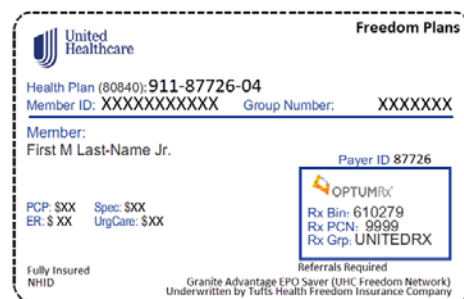 Freedom Plans
United
Healthcare
Health Plan (80840): 911-87726-04
Member ID: XXXXXXXXXXX Group Number: XXXXXXX
Member:
First M Last-Name Jr.
Payer ID 87726
OPTUMRx
PCP: $XX Spec: $XX
ER: $ XX UrgCare: $XX
Rx Bin: 610279
Rx PCN: 9999
Rx Grp: UNITEDRX
Referrals Required
Fully Insured
NHID
Granite Advantage EPO Saver (UHC Freedom Network)
Underwritten by Tufts Health Freedom Insurance Company